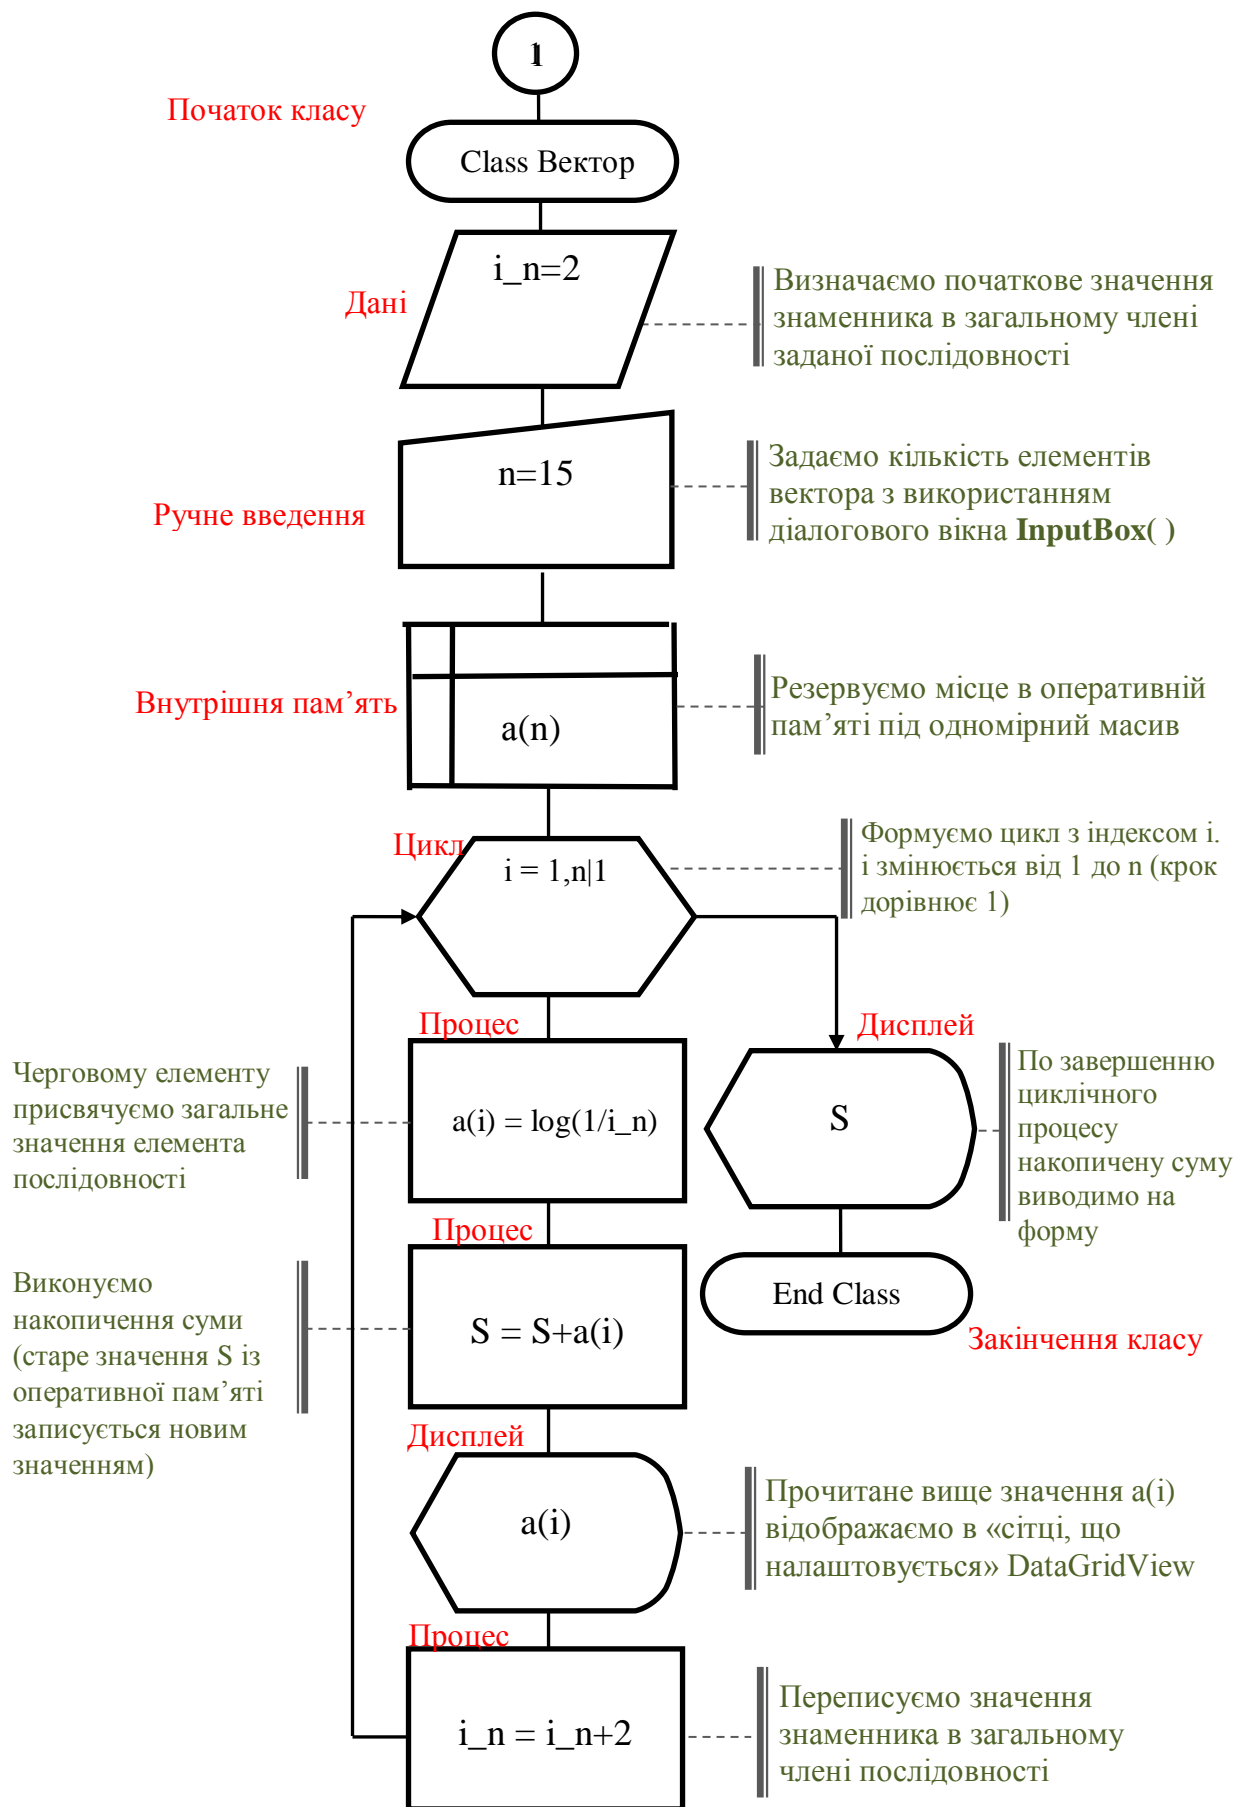 1
Початок класу
Class Вектор
i_n=2
Дані
Визначаємо початкове значення
знаменника в загальному члені
заданої послідовності
n=15
Ручне введення
Задаємо кількість елементів
вектора з використанням
діалогового вікна InputBox( )
Внутрішня пам’ять
a(n)
Резервуємо місце в оперативній
пам’яті під одномірний масив
Цикл
i = 1,n|1
Формуємо цикл з індексом i.
i змінюється від 1 до n (крок
дорівнює 1)
Процес
a(i) = log(1/i_n)
Черговому елементу
присвячуємо загальне
значення елемента
послідовності
Дисплей
S
По завершенню
циклічного
процесу
накопичену суму
виводимо на
форму
Процес
S = S+a(i)
Виконуємо
накопичення суми
(старе значення S із
оперативної пам’яті
записується новим
значенням)
End Class
Закінчення класу
Дисплей
a(i)
Прочитане вище значення a(i)
відображаємо в «сітці, що
налаштовується» DataGridView
Процес
i_n = i_n+2
Переписуємо значення
знаменника в загальному
члені послідовності